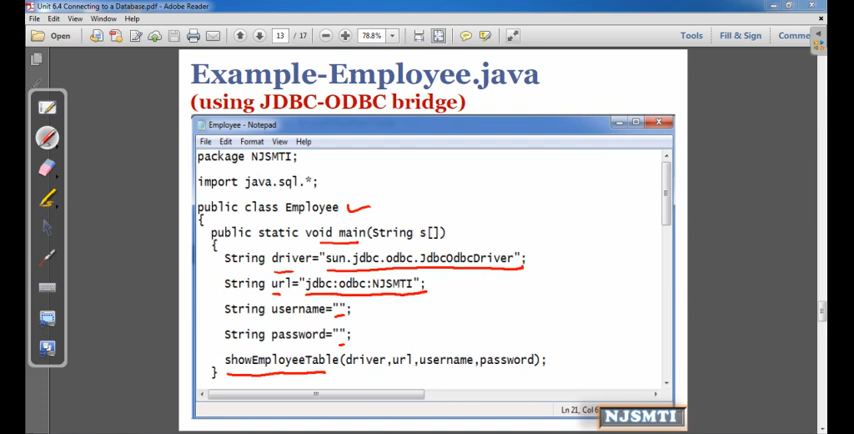 Unit 6.4 Connecting to a Database.pdf - Adobe Reader
File Edit View Window Help
Open 13 / 17 78.8% Tools Fill & Sign Comme
Example-Employee.java
(using JDBC-ODBC bridge)
Employee - Notepad
File Edit Format View Help
package NJSMTI;
import java.sql.*;
public class Employee
{
public static void main(String s[])
{
String driver="sun.jdbc.odbc.JdbcOdbcDriver";
String url="jdbc:odbc:NJSMTI";
String username="";
String password="";
showEmployeeTable(driver,url,username,password);
}
Ln 21, Col 6
NJSMTI